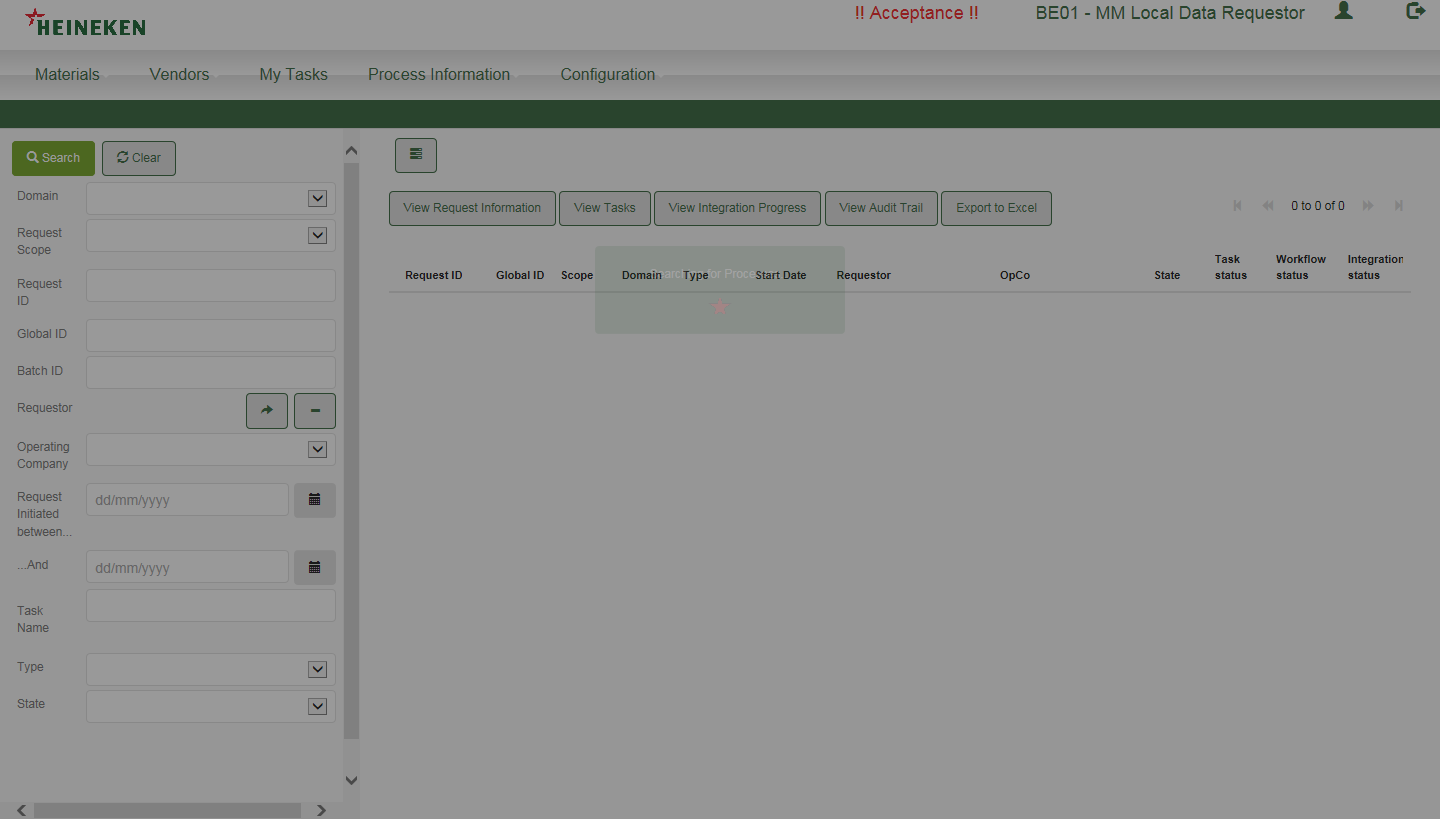 HEINEKEN
!! Acceptance !!
BE01 - MM Local Data Requestor
Materials
Vendors
My Tasks
Process Information
Configuration
Search
Clear
Domain
Request
Scope
Request
ID
Global ID
Batch ID
Requestor
Operating
Company
Request
Initiated
between...
dd/mm/yyyy
...And
dd/mm/yyyy
Task
Name
Type
State
View Request Information
View Tasks
View Integration Progress
View Audit Trail
Export to Excel
0 to 0 of 0
Request ID
Global ID
Scope
Domain
Type
Start Date
Requestor
OpCo
State
Task
status
Workflow
status
Integration
status
for